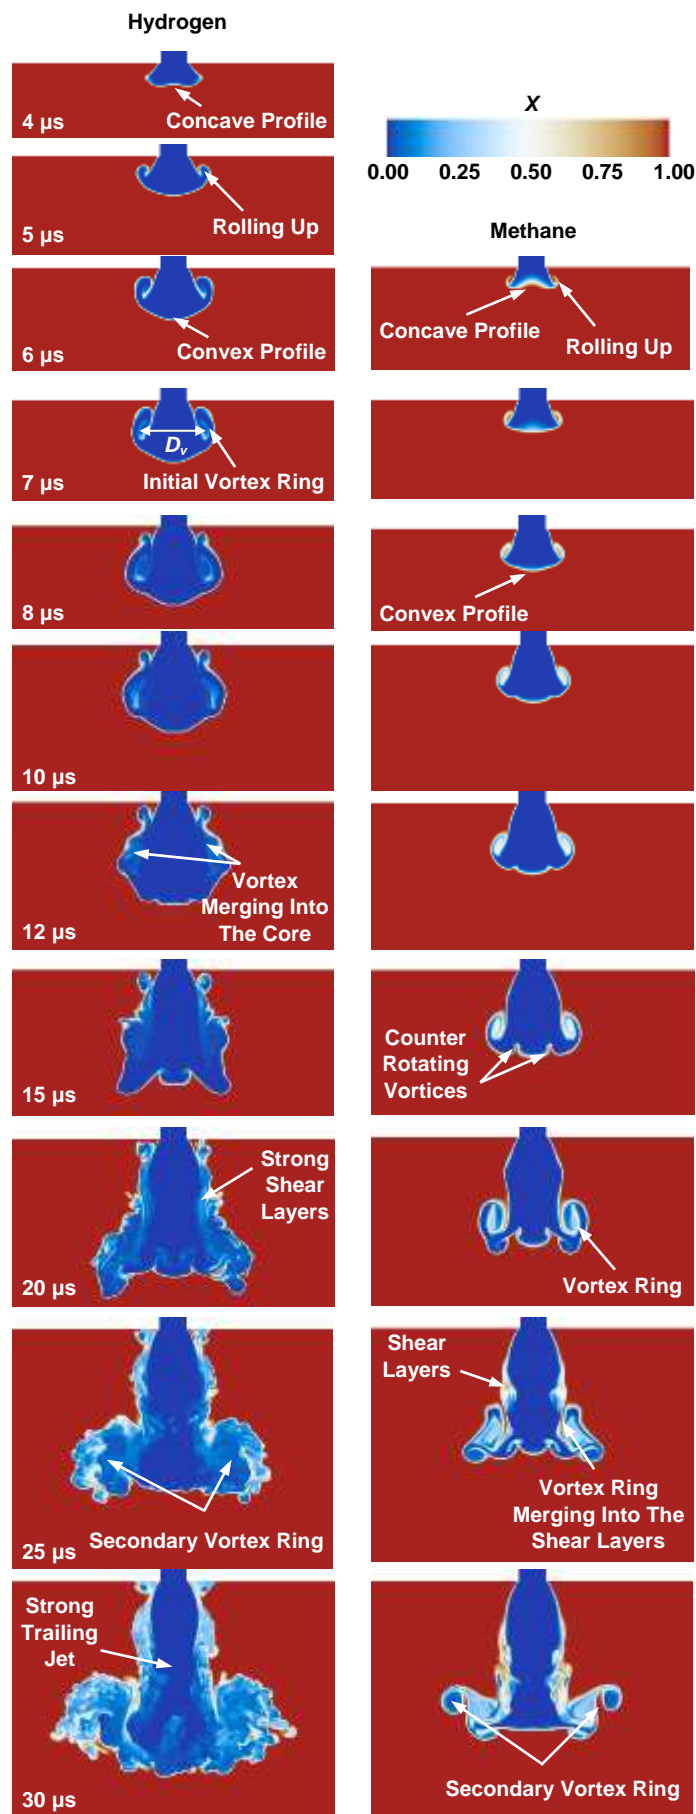 Hydrogen
4 µs
Concave Profile
X
0.00 0.25 0.50 0.75 1.00
5 µs
Rolling Up
Methane
6 µs
Convex Profile
Concave Profile
Rolling Up
7 µs
Dv
Initial Vortex Ring
8 µs
Convex Profile
10 µs
12 µs
Vortex
Merging Into
The Core
15 µs
Counter
Rotating
Vortices
20 µs
Strong
Shear
Layers
Vortex Ring
25 µs
Secondary Vortex Ring
Shear
Layers
Vortex Ring
Merging Into The
Shear Layers
30 µs
Strong
Trailing
Jet
Secondary Vortex Ring